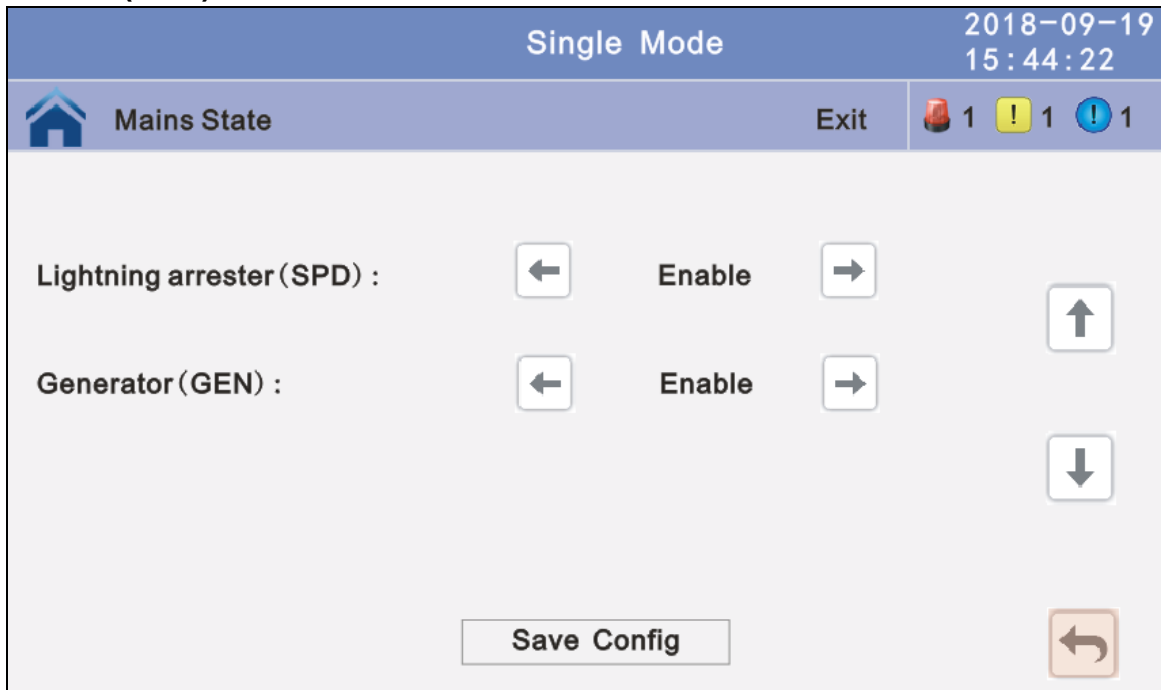 Single Mode
2018-09-19
15:44:22
Mains State Exit 1 ! 1 ! 1
Lightning arrester(SPD) : Enable
Generator(GEN) : Enable
Save Config